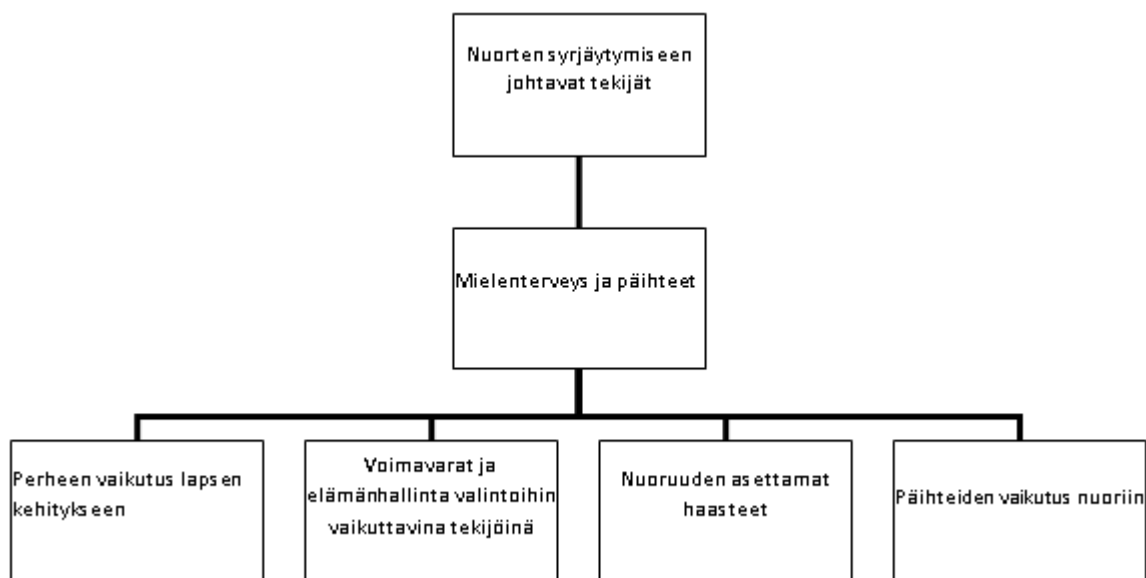 Nuorten syrjäytymiseen
johtavat tekijät
Mielenterveys ja päihteet
Perheen vaikutus lapsen
kehitykseen
Voimavarat ja
elämänhallinta valintoihin
vaikuttavina tekijöinä
Nuoruuden asettamat
haasteet
Päihteiden vaikutus nuoriin